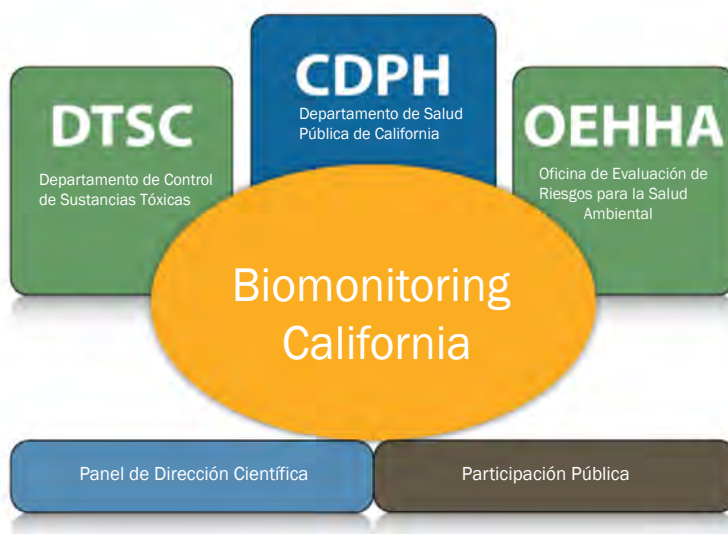 DTSC
Departamento de Control
de Sustancias Tóxicas
CDPH
Departamento de Salud
Pública de California
OEHHA
Oficina de Evaluación de
Riesgos para la Salud
Ambiental
Biomonitoring
California
Panel de Dirección Científica
Participación Pública